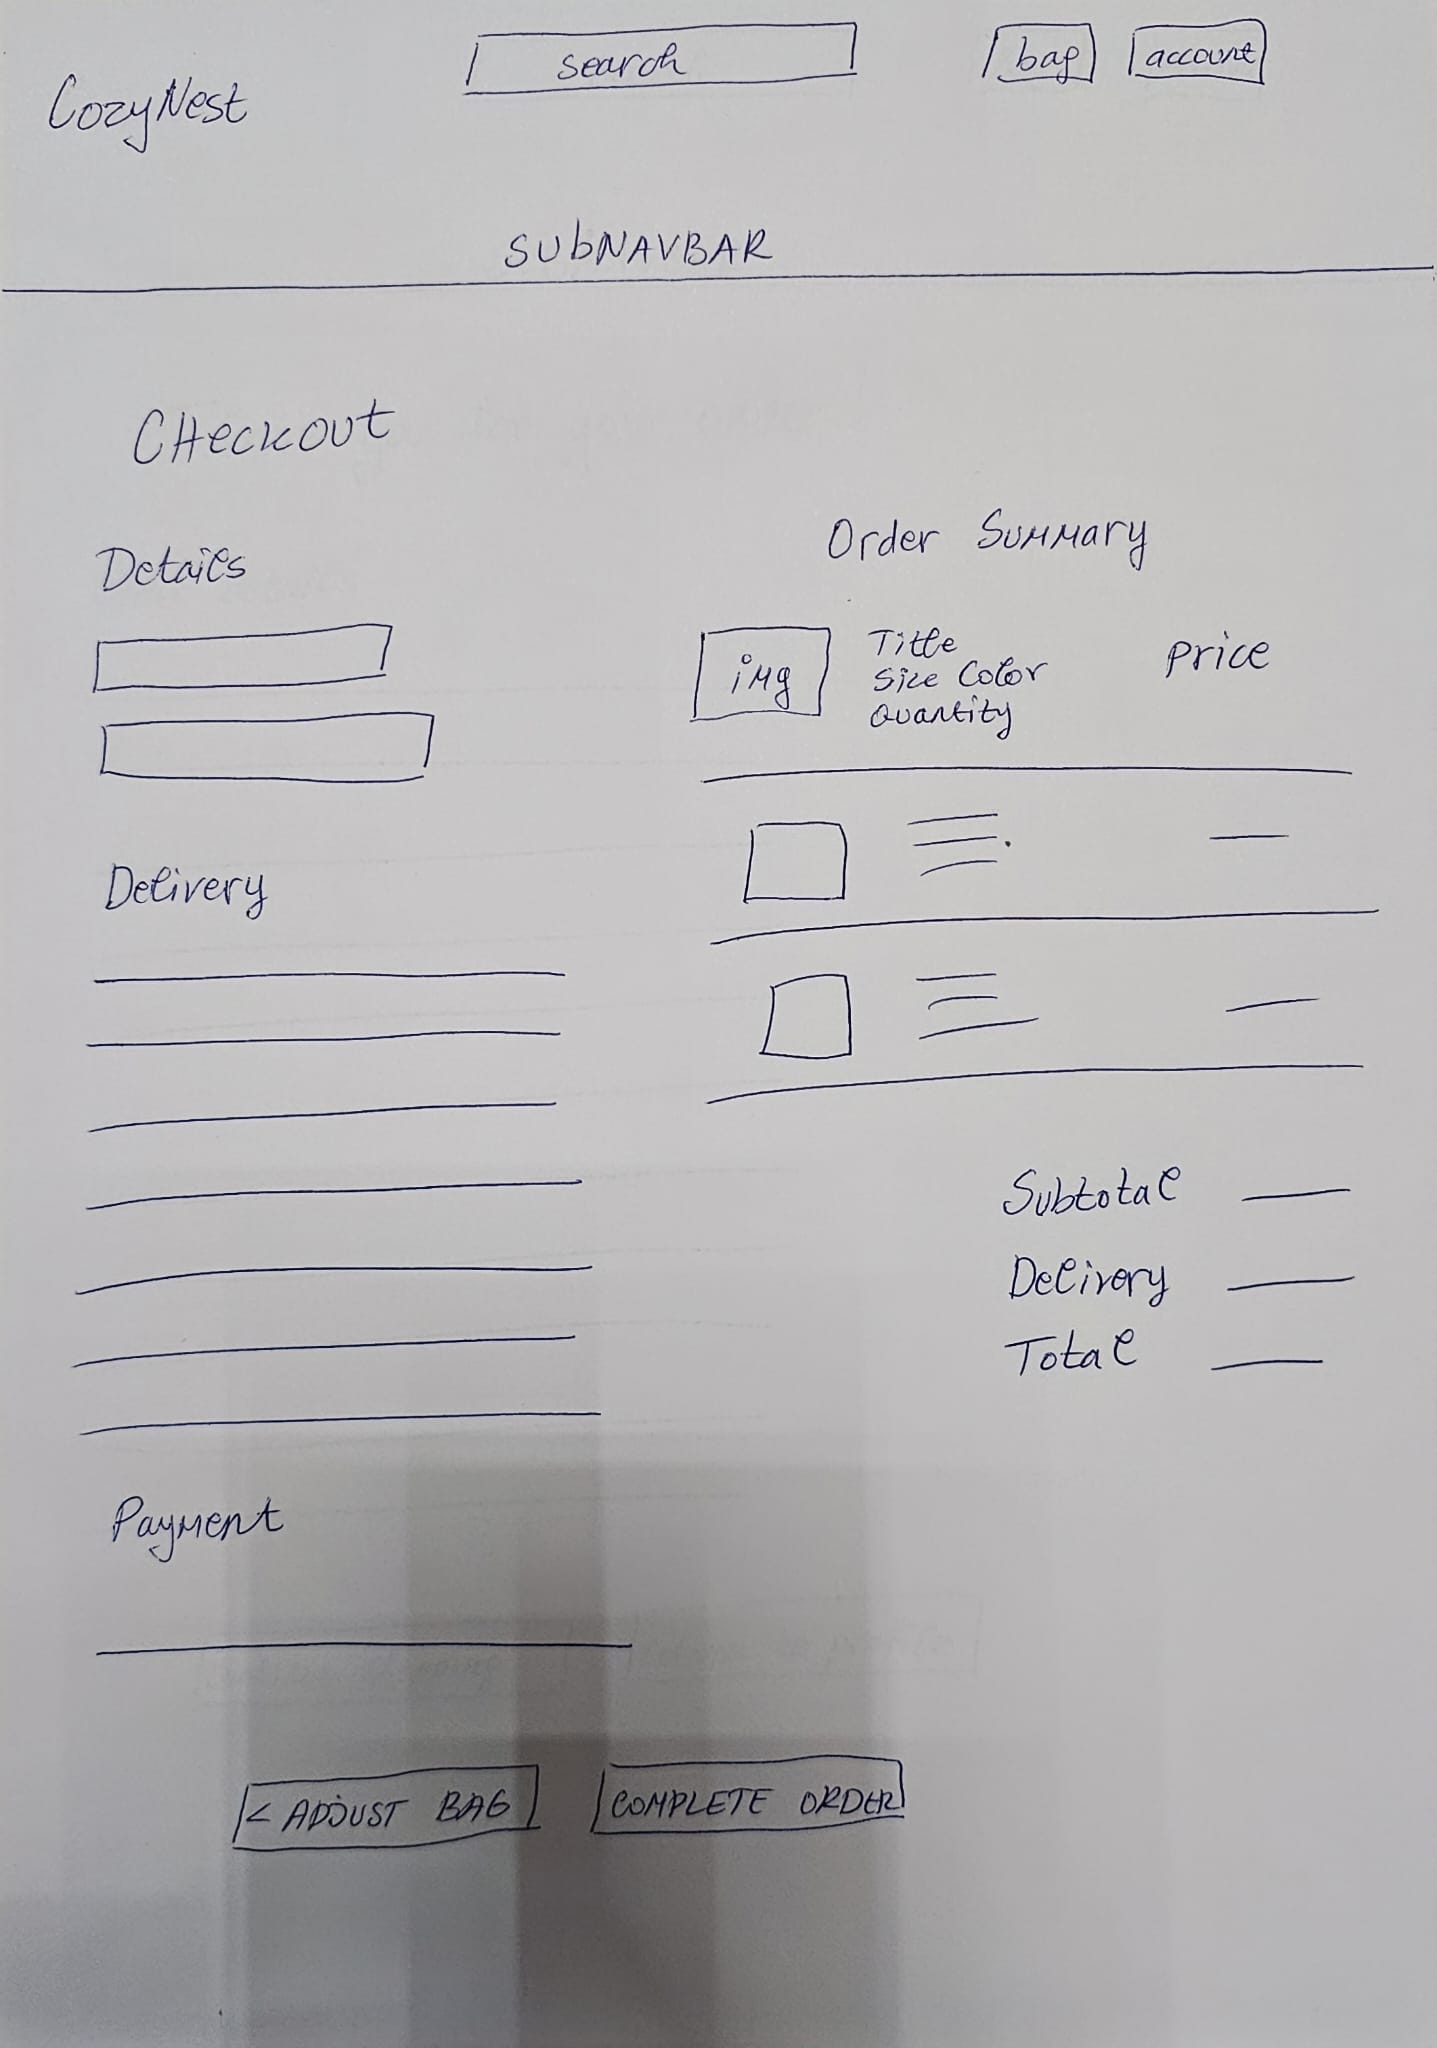 CozyNest
search
bag
account
SUbNAVBAR
CHeckout
Details
Order Summary
img
Title
Size Color
Quantity
Price
Delivery
Subtotal
Delivery
Total
Payment
< ADJUST BAG
COMPLETE ORDER